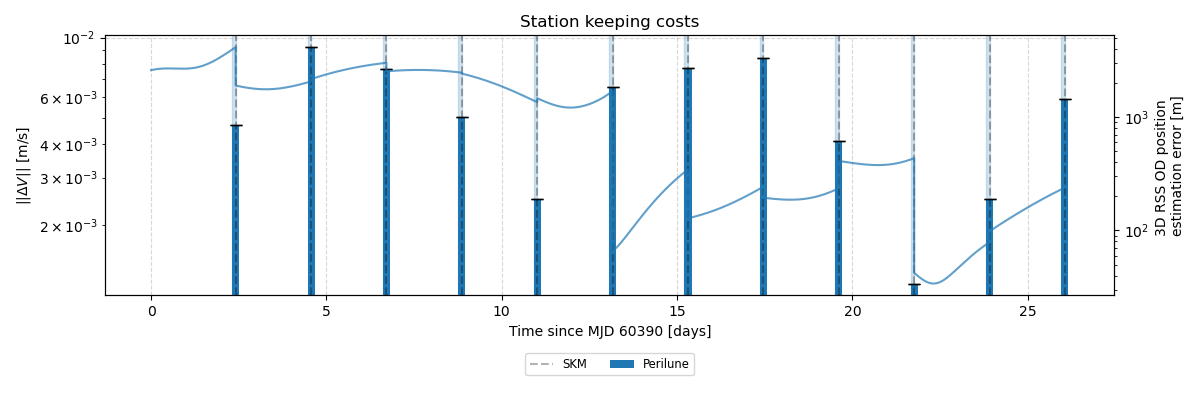 Station keeping costs
10⁻²
6 × 10⁻³
4 × 10⁻³
3 × 10⁻³
2 × 10⁻³
||ΔV|| [m/s]
10³
10²
3D RSS OD position
estimation error [m]
0 5 10 15 20 25
Time since MJD 60390 [days]
SKM Perilune